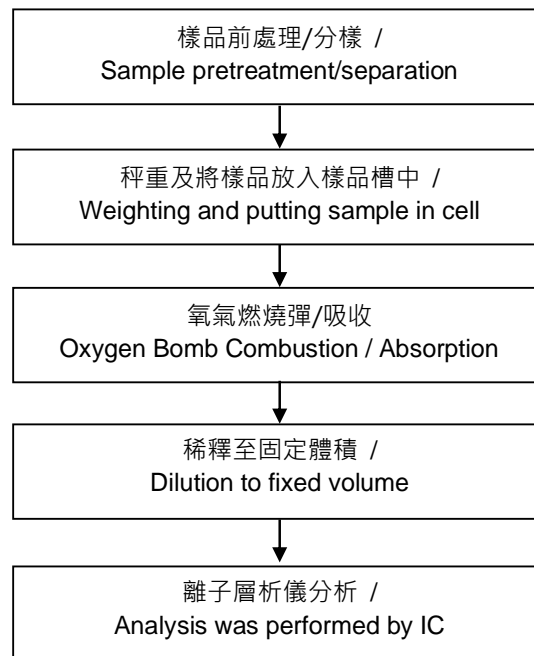 樣品前處理/分樣 /
Sample pretreatment/separation
秤重及將樣品放入樣品槽中 /
Weighting and putting sample in cell
氧氣燃燒彈/吸收
Oxygen Bomb Combustion / Absorption
稀釋至固定體積 /
Dilution to fixed volume
離子層析儀分析 /
Analysis was performed by IC